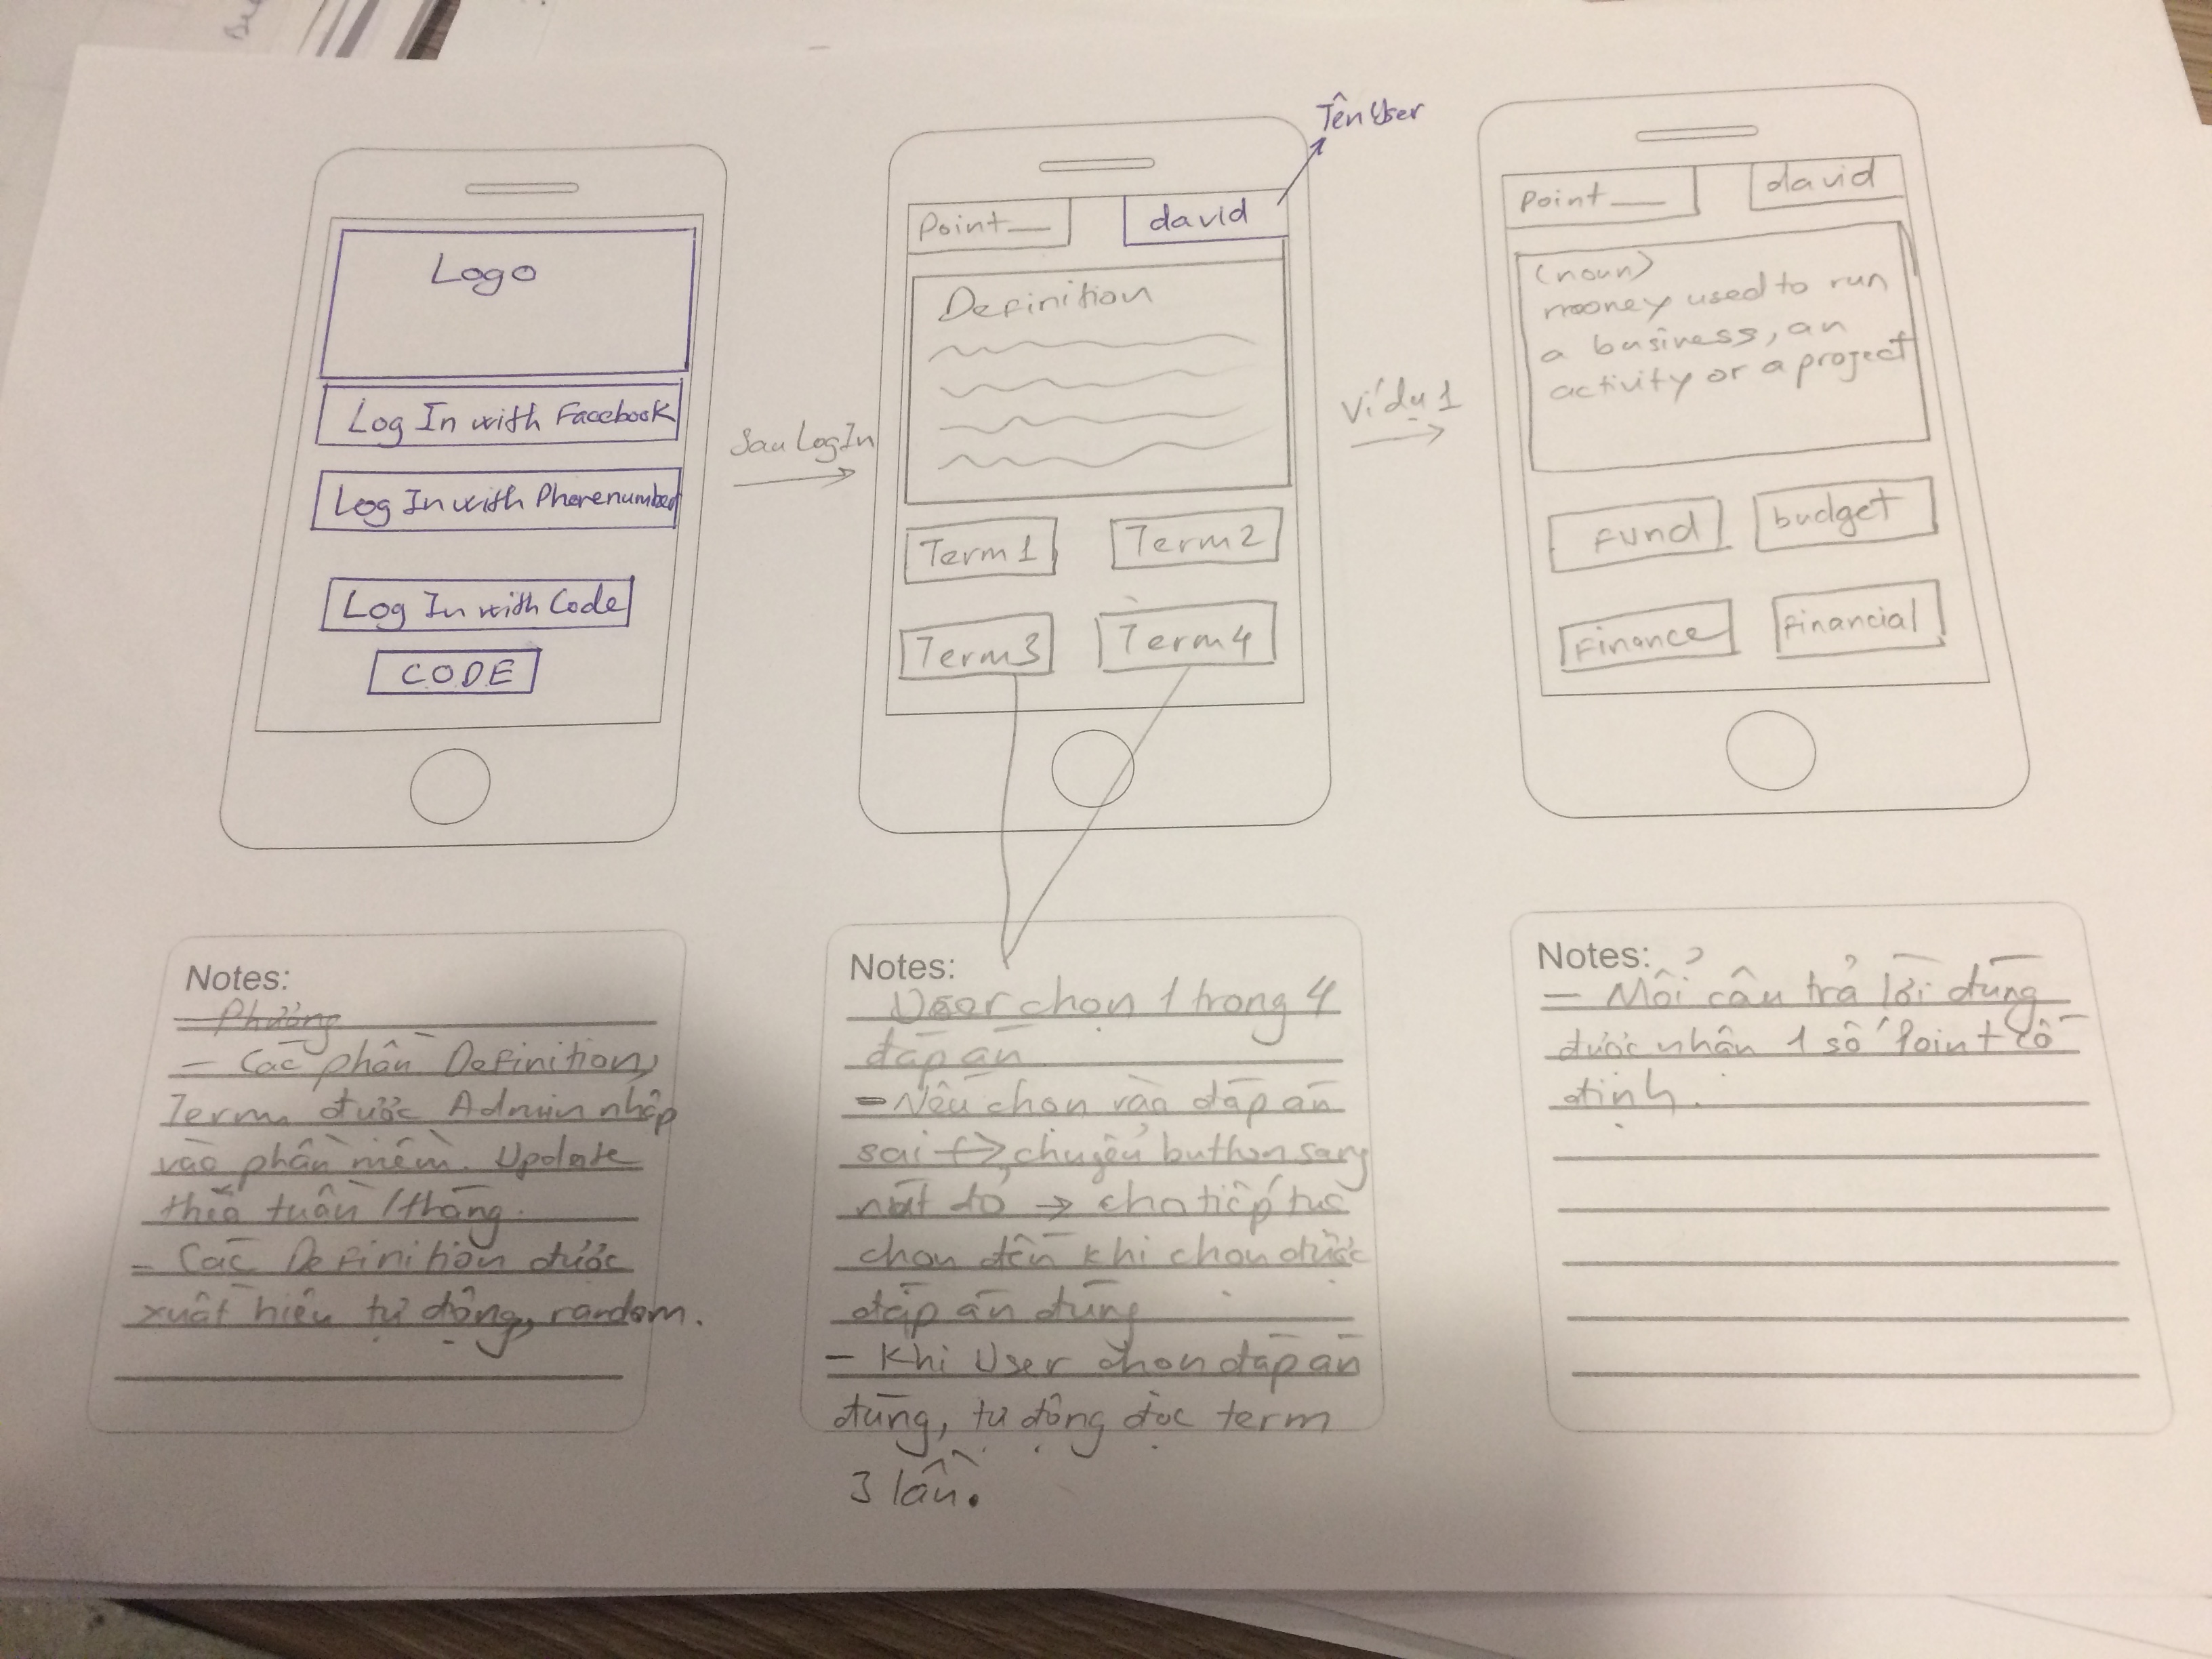 Logo
Log In with Facebook
Log In with Phonenumber
Log In with Code
CODE
Sau LogIn
Tên User
Point
david
Definition
Term 1
Term 2
Term 3
Term 4
Ví dụ 1
Point
david
(noun)
money used to run
a business, an
activity or a project
Fund
budget
Finance
Financial
Notes:
- Phương
- Các phần Definition,
Term được Admin nhập
vào phần mềm. Update
theo tuần / tháng.
- Các Definition được
xuất hiện tự động, random.
Notes:
User chọn 1 trong 4
đáp án
- Nếu chọn vào đáp án
sai → chuyển button sang
đỏ → cho tiếp tục
chọn đến khi chọn được
đáp án đúng
- Khi User chọn đáp án
đúng, tự động đọc term
3 lần.
Notes:
- Mỗi câu trả lời đúng
được nhận 1 số Point cố
định.